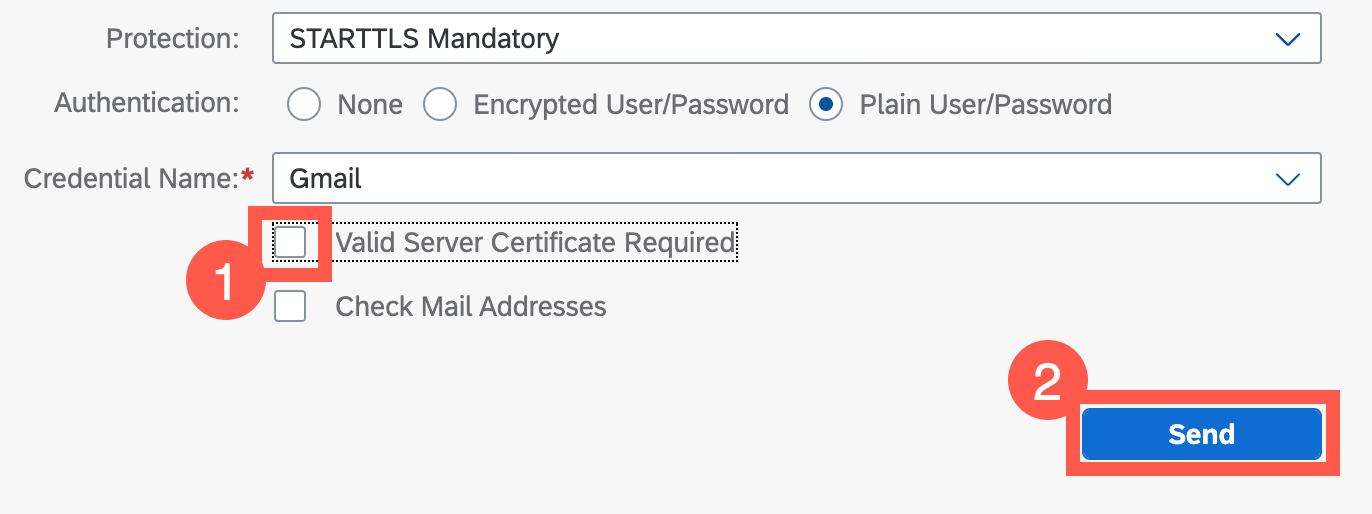 Protection: STARTTLS Mandatory
Authentication: None Encrypted User/Password Plain User/Password
Credential Name:* Gmail
Valid Server Certificate Required
1
Check Mail Addresses
2
Send